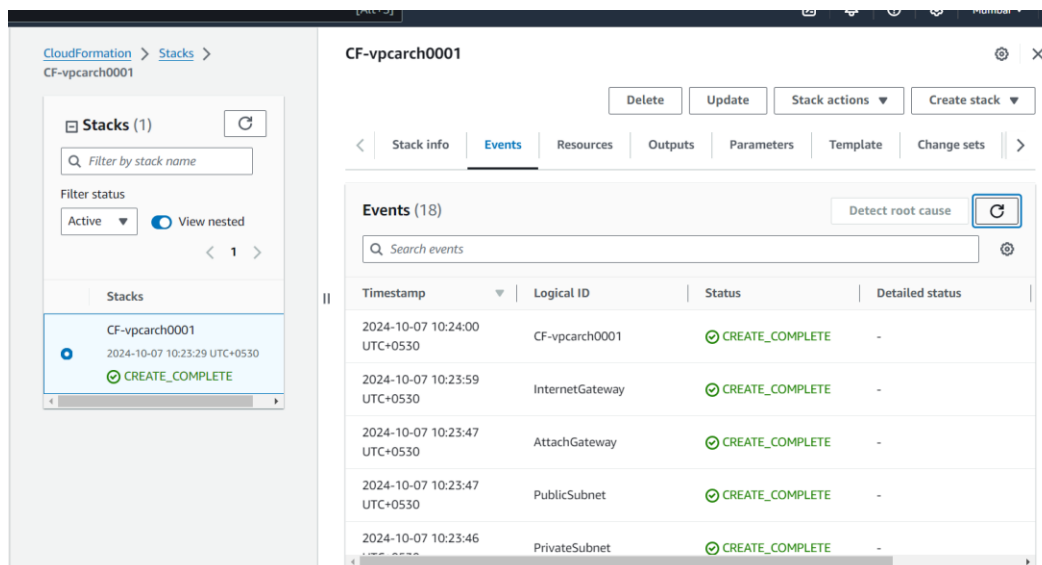 [Alt+S]
Mumbai
CloudFormation > Stacks >
CF-vpcarch0001
Stacks (1)
Filter by stack name
Filter status
Active
View nested
1
Stacks
CF-vpcarch0001
2024-10-07 10:23:29 UTC+0530
CREATE_COMPLETE
CF-vpcarch0001
Delete
Update
Stack actions
Create stack
Stack info
Events
Resources
Outputs
Parameters
Template
Change sets
Events (18)
Detect root cause
Search events
Timestamp
Logical ID
Status
Detailed status
2024-10-07 10:24:00
UTC+0530
CF-vpcarch0001
CREATE_COMPLETE
-
2024-10-07 10:23:59
UTC+0530
InternetGateway
CREATE_COMPLETE
-
2024-10-07 10:23:47
UTC+0530
AttachGateway
CREATE_COMPLETE
-
2024-10-07 10:23:47
UTC+0530
PublicSubnet
CREATE_COMPLETE
-
2024-10-07 10:23:46
UTC+0530
PrivateSubnet
CREATE_COMPLETE
-